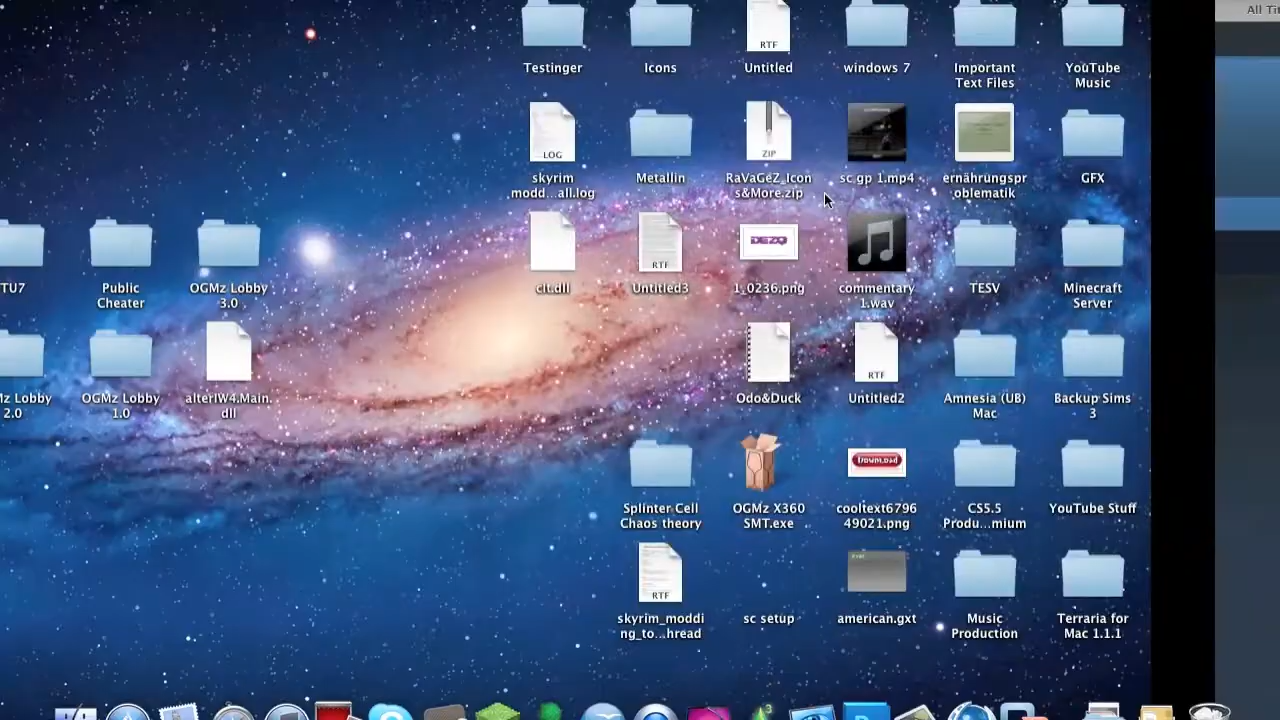 All Ti
Testinger
Icons
RTF
Untitled
windows 7
Important
Text Files
YouTube
Music
LOG
skyrim
modd...all.log
Metallin
ZIP
RaVaGeZ_Icon
s&More.zip
sc gp 1.mp4
ernährungspr
oblematik
GFX
TU7
Public
Cheater
OGMz Lobby
3.0
clt.dll
RTF
Untitled3
DEZQ
1_0236.png
commentary
1.wav
TESV
Minecraft
Server
Mz Lobby
2.0
OGMz Lobby
1.0
alterIW4.Main.
dll
Odo&Duck
RTF
Untitled2
Amnesia (UB)
Mac
Backup Sims
3
Splinter Cell
Chaos theory
OGMz X360
SMT.exe
Download
cooltext6796
49021.png
CS5.5
Produ...mium
YouTube Stuff
RTF
skyrim_moddi
ng_to...hread
sc setup
american.gxt
Music
Production
Terraria for
Mac 1.1.1
3